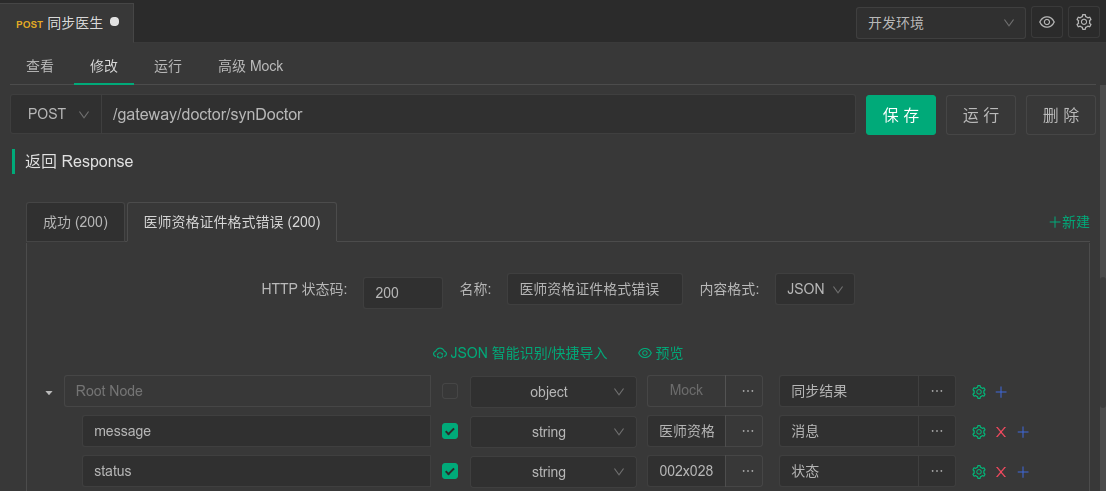 POST 同步医生
开发环境
查看 修改 运行 高级 Mock
POST /gateway/doctor/synDoctor 保 存 运 行 删 除
返回 Response
成功 (200) 医师资格证件格式错误 (200) 新建
HTTP 状态码: 200 名称: 医师资格证件格式错误 内容格式: JSON
JSON 智能识别/快捷导入 预览
Root Node object Mock ··· 同步结果 ···
message string 医师资格 ··· 消息 ···
status string 002x028 ··· 状态 ···